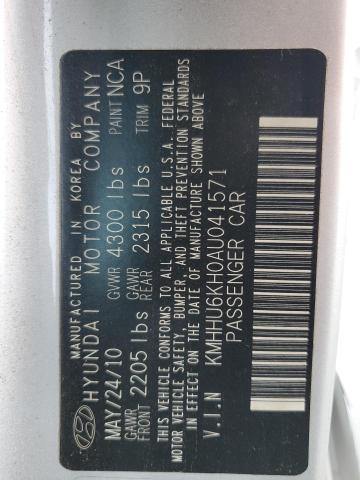 MANUFACTURED IN KOREA BY
HYUNDAI MOTOR COMPANY
MAY/24/10 GVWR 4300 lbs PAINT NCA
GAWR FRONT 2205 lbs GAWR REAR 2315 lbs TRIM 9P
THIS VEHICLE CONFORMS TO ALL APPLICABLE U.S.A. FEDERAL
MOTOR VEHICLE SAFETY, BUMPER, AND THEFT PREVENTION STANDARDS
IN EFFECT ON THE DATE OF MANUFACTURE SHOWN ABOVE
V.I.N KMHHU6KH0AU041571
PASSENGER CAR